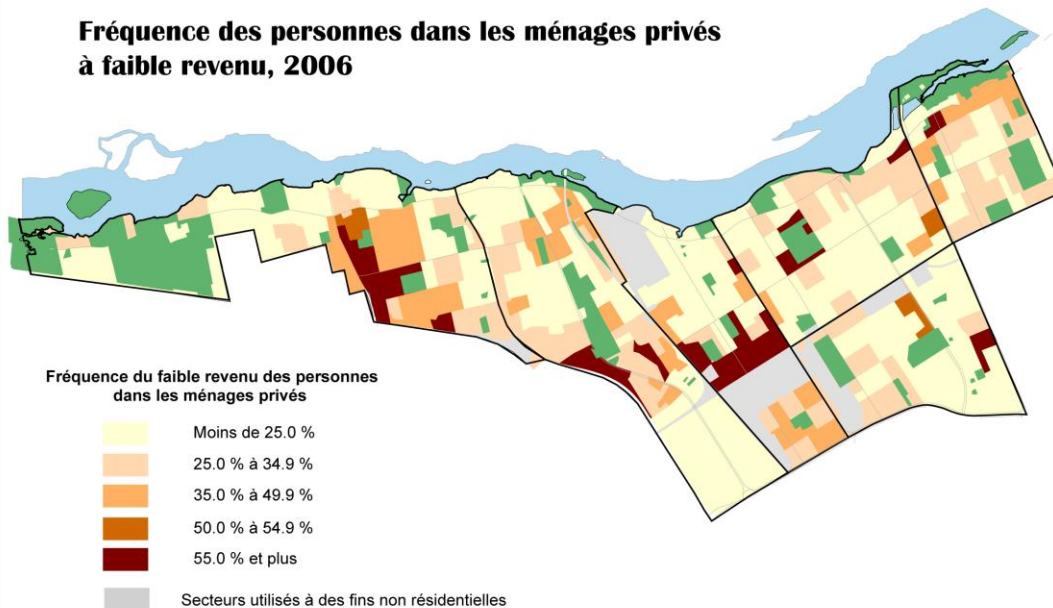 Fréquence des personnes dans les ménages privés
à faible revenu, 2006
Fréquence du faible revenu des personnes
dans les ménages privés
Moins de 25.0 %
25.0 % à 34.9 %
35.0 % à 49.9 %
50.0 % à 54.9 %
55.0 % et plus
Secteurs utilisés à des fins non résidentielles